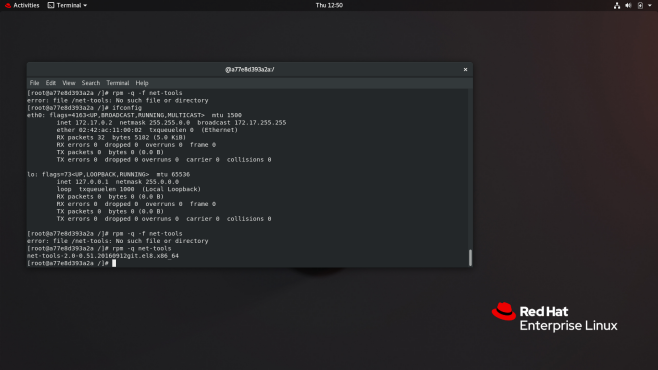 Activities
Terminal
Thu 12:50
@a77e8d393a2a:/
File Edit View Search Terminal Help
[root@a77e8d393a2a /]# rpm -q -f net-tools
error: file /net-tools: No such file or directory
[root@a77e8d393a2a /]# ifconfig
eth0: flags=4163<UP,BROADCAST,RUNNING,MULTICAST>  mtu 1500
inet 172.17.0.2  netmask 255.255.0.0  broadcast 172.17.255.255
ether 02:42:ac:11:00:02  txqueuelen 0  (Ethernet)
RX packets 32  bytes 5182 (5.0 KiB)
RX errors 0  dropped 0  overruns 0  frame 0
TX packets 0  bytes 0 (0.0 B)
TX errors 0  dropped 0 overruns 0  carrier 0  collisions 0
lo: flags=73<UP,LOOPBACK,RUNNING>  mtu 65536
inet 127.0.0.1  netmask 255.0.0.0
loop  txqueuelen 1000  (Local Loopback)
RX packets 0  bytes 0 (0.0 B)
RX errors 0  dropped 0  overruns 0  frame 0
TX packets 0  bytes 0 (0.0 B)
TX errors 0  dropped 0 overruns 0  carrier 0  collisions 0
[root@a77e8d393a2a /]# rpm -q -f net-tools
error: file /net-tools: No such file or directory
[root@a77e8d393a2a /]# rpm -q net-tools
net-tools-2.0-0.51.20160912git.el8.x86_64
[root@a77e8d393a2a /]#
Red Hat
Enterprise Linux